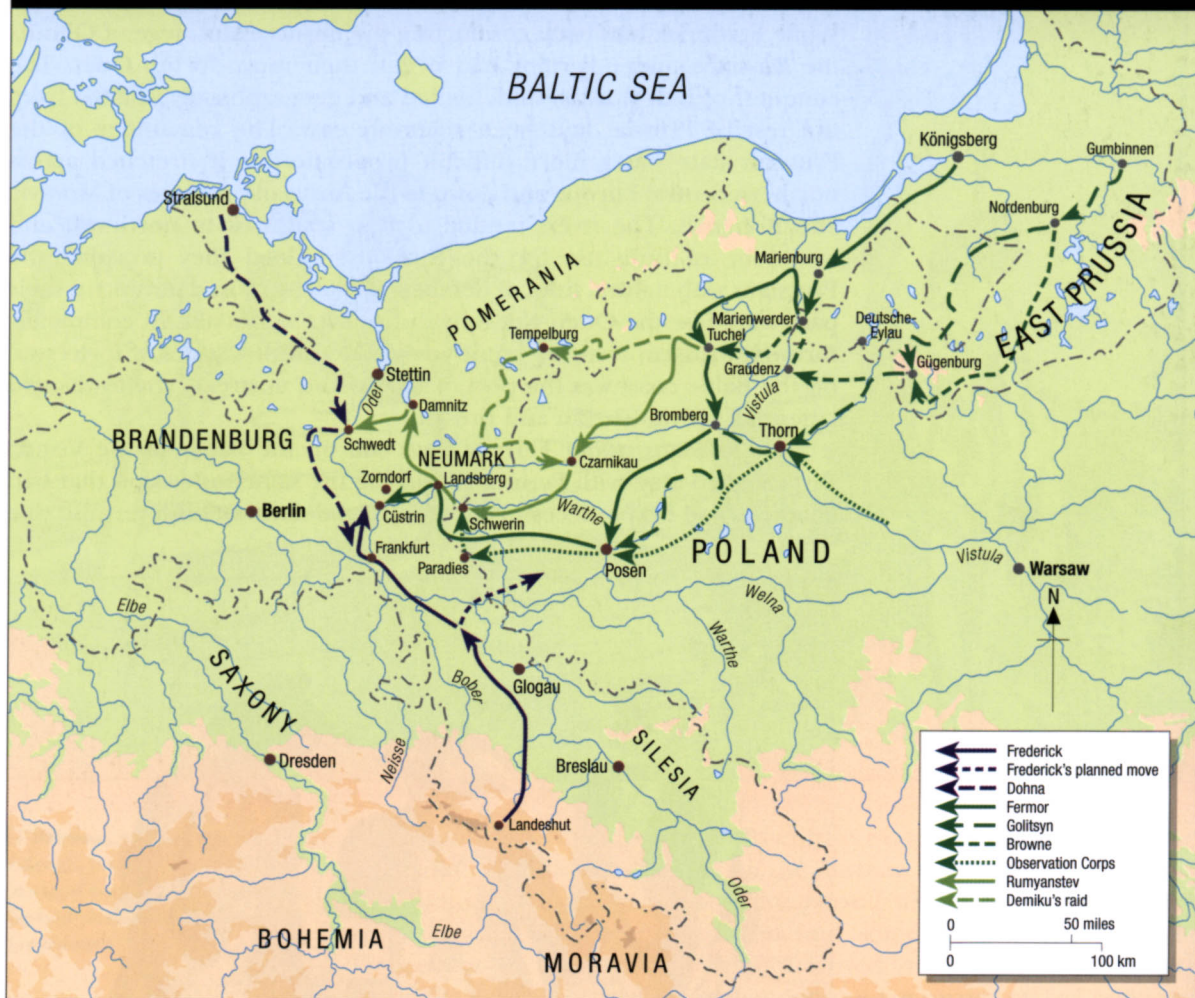 BALTIC SEA
Königsberg
Gumbinnen
Stralsund
Nordenburg
Marienburg
EAST PRUSSIA
POMERANIA
Marienwerder
Deutsche-
Eylau
Tempelburg
Tuchel
Graudenz
Gügenburg
Stettin
Oder
Damnitz
Vistula
Bromberg
Thorn
BRANDENBURG
Schwedt
NEUMARK
Czarnikau
Zorndorf
Landsberg
Berlin
Cüstrin
Schwerin
Warthe
Frankfurt
Paradies
Posen
POLAND
Vistula
Warsaw
Elbe
Welna
N
Warthe
SAXONY
Bober
Glogau
Neisse
SILESIA
Dresden
Breslau
Landeshut
Oder
BOHEMIA
Elbe
MORAVIA
Frederick
Frederick's planned move
Dohna
Fermor
Golitsyn
Browne
Observation Corps
Rumyanstev
Demiku's raid
0 50 miles
0 100 km